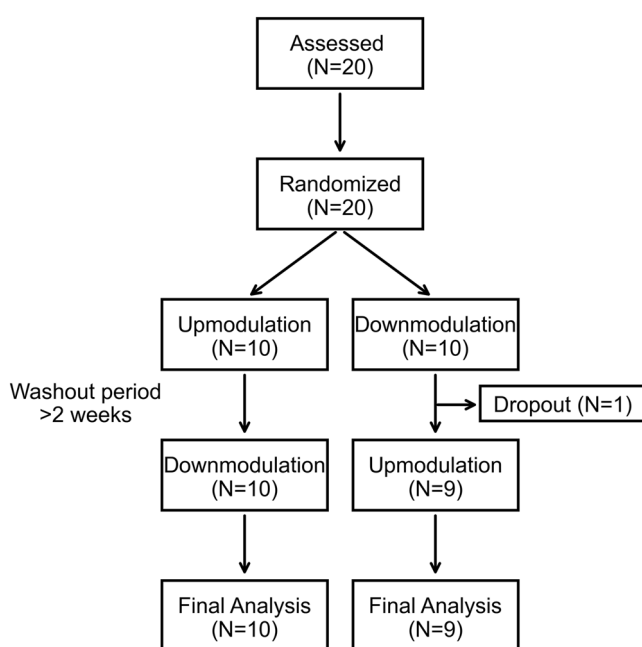 Assessed
(N=20)
Randomized
(N=20)
Upmodulation
(N=10)
Downmodulation
(N=10)
Washout period
>2 weeks
Dropout (N=1)
Downmodulation
(N=10)
Upmodulation
(N=9)
Final Analysis
(N=10)
Final Analysis
(N=9)